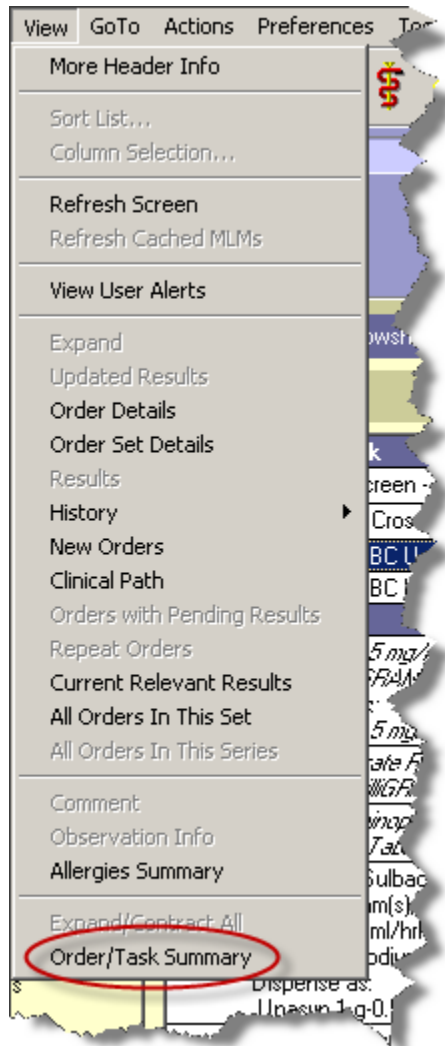 View GoTo Actions Preferences
More Header Info
Sort List...
Column Selection...
Refresh Screen
Refresh Cached MLMs
View User Alerts
Expand
Updated Results
Order Details
Order Set Details
Results
History
New Orders
Clinical Path
Orders with Pending Results
Repeat Orders
Current Relevant Results
All Orders In This Set
All Orders In This Series
Comment
Observation Info
Allergies Summary
Expand/Contract All
Order/Task Summary
Dispense as:
Unasyn 1 g-0.